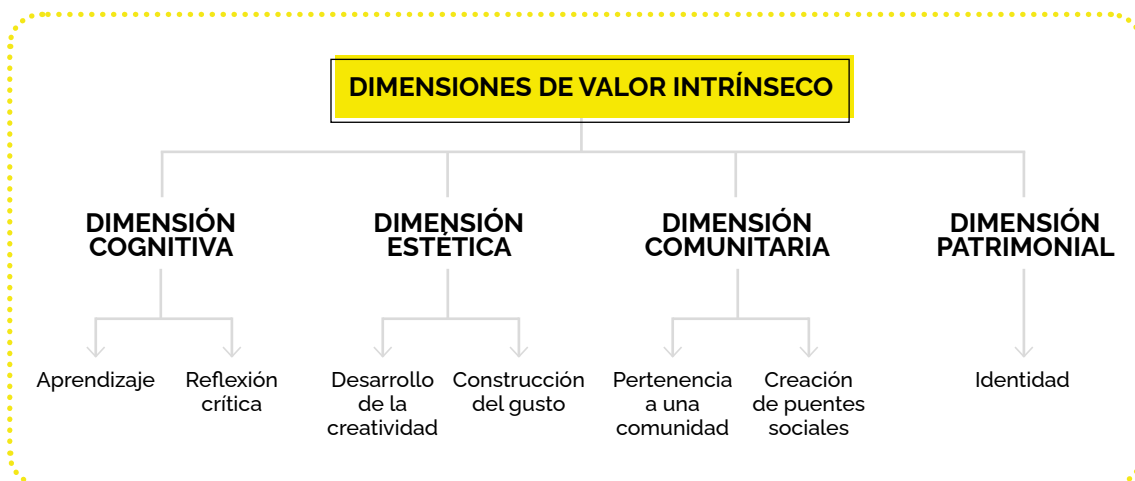 DIMENSIONES DE VALOR INTRÍNSECO
DIMENSIÓN
COGNITIVA
DIMENSIÓN
ESTÉTICA
DIMENSIÓN
COMUNITARIA
DIMENSIÓN
PATRIMONIAL
Aprendizaje
Reflexión
crítica
Desarrollo
de la
creatividad
Construcción
del gusto
Pertenencia
a una
comunidad
Creación
de puentes
sociales
Identidad